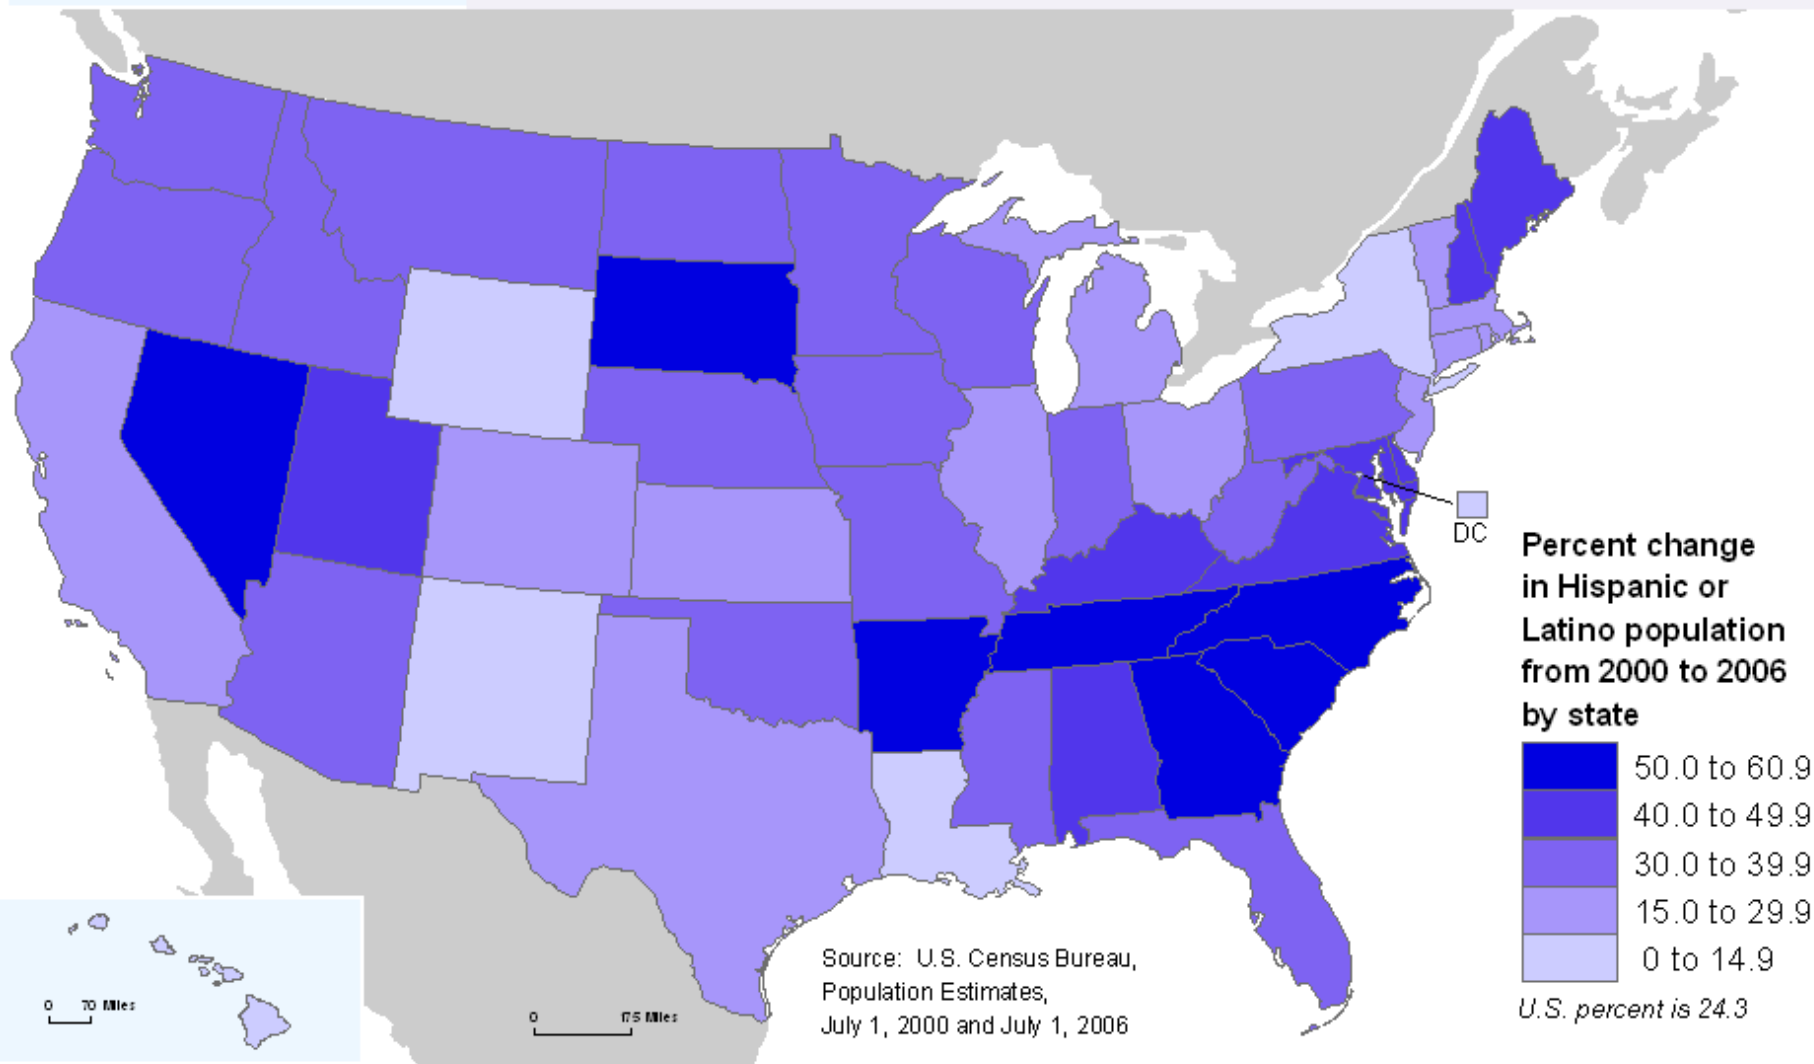 DC
Percent change
in Hispanic or
Latino population
from 2000 to 2006
by state
50.0 to 60.9
40.0 to 49.9
30.0 to 39.9
15.0 to 29.9
0 to 14.9
U.S. percent is 24.3
Source: U.S. Census Bureau,
Population Estimates,
July 1, 2000 and July 1, 2006
0 70 Miles
0 175 Miles